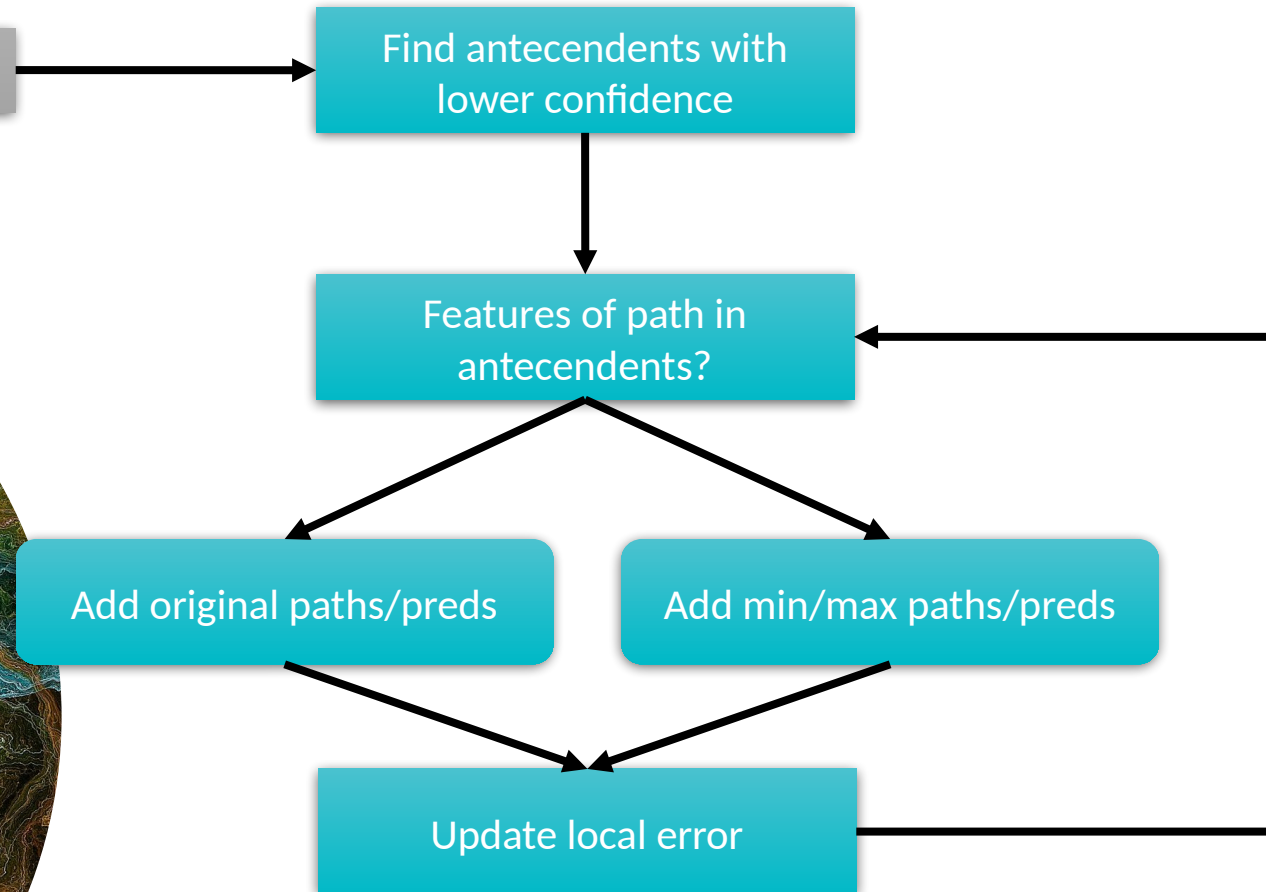 Find antecendents with
lower confidence
Features of path in
antecendents?
Add original paths/preds
Add min/max paths/preds
Update local error